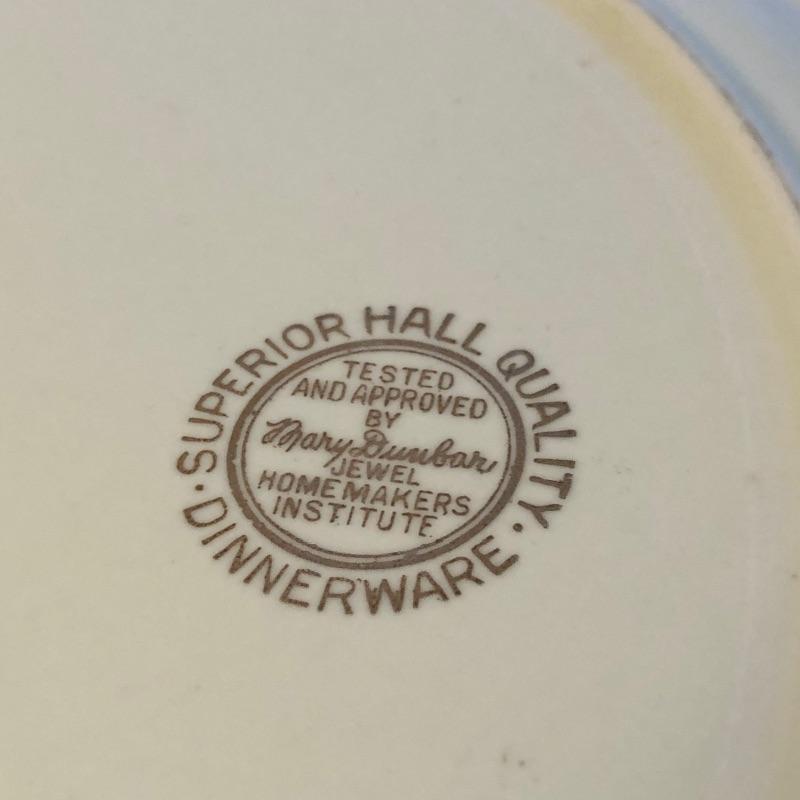 SUPERIOR HALL QUALITY
· DINNERWARE ·
TESTED
AND APPROVED
BY
Mary Dunbar
JEWEL
HOMEMAKERS
INSTITUTE